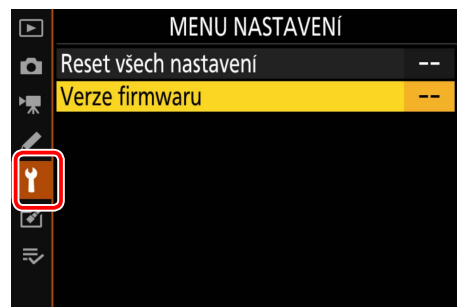 MENU NASTAVENÍ
Reset všech nastavení --
Verze firmwaru --